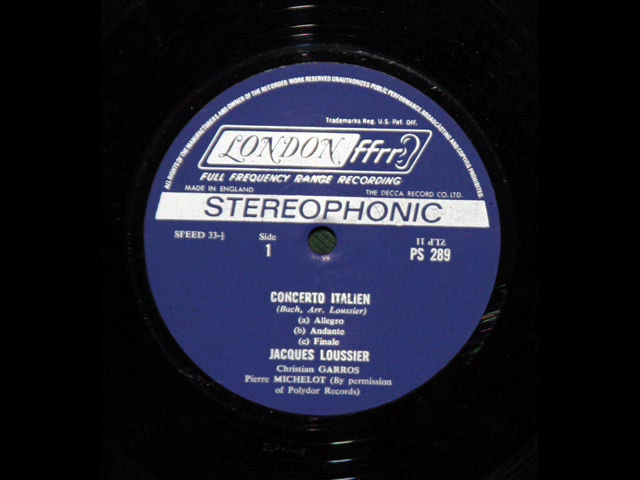 ALL RIGHTS OF THE MANUFACTURERS AND OWNER OF THE RECORDED WORK RESERVED UNAUTHORIZED PUBLIC PERFORMANCE BROADCASTING AND COPYING PROHIBITED
Trademarks Reg. U.S. Pat. Off.
LONDON ffrr
FULL FREQUENCY RANGE RECORDING
MADE IN ENGLAND THE DECCA RECORD CO. LTD.
STEREOPHONIC
SPEED 33-⅓ Side ZLP 11
1 PS 289
CONCERTO ITALIEN
(Bach, Arr. Loussier)
(a) Allegro
(b) Andante
(c) Finale
JACQUES LOUSSIER
Christian GARROS
Pierre MICHELOT (By permission
of Polydor Records)